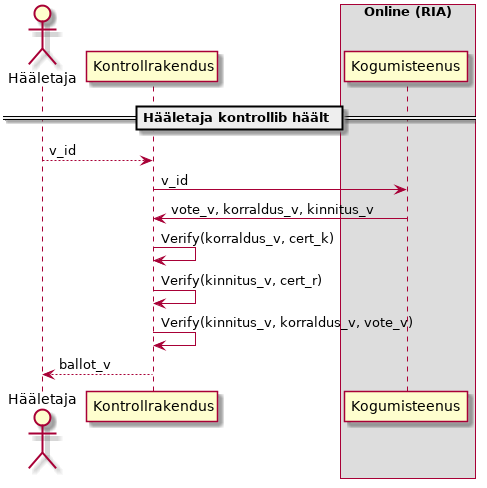 Online (RIA)
Hääletaja
Kontrollrakendus
Kogumisteenus
Hääletaja kontrollib häält
v_id
v_id
vote_v, korraldus_v, kinnitus_v
Verify(korraldus_v, cert_k)
Verify(kinnitus_v, cert_r)
Verify(kinnitus_v, korraldus_v, vote_v)
ballot_v
Hääletaja
Kontrollrakendus
Kogumisteenus